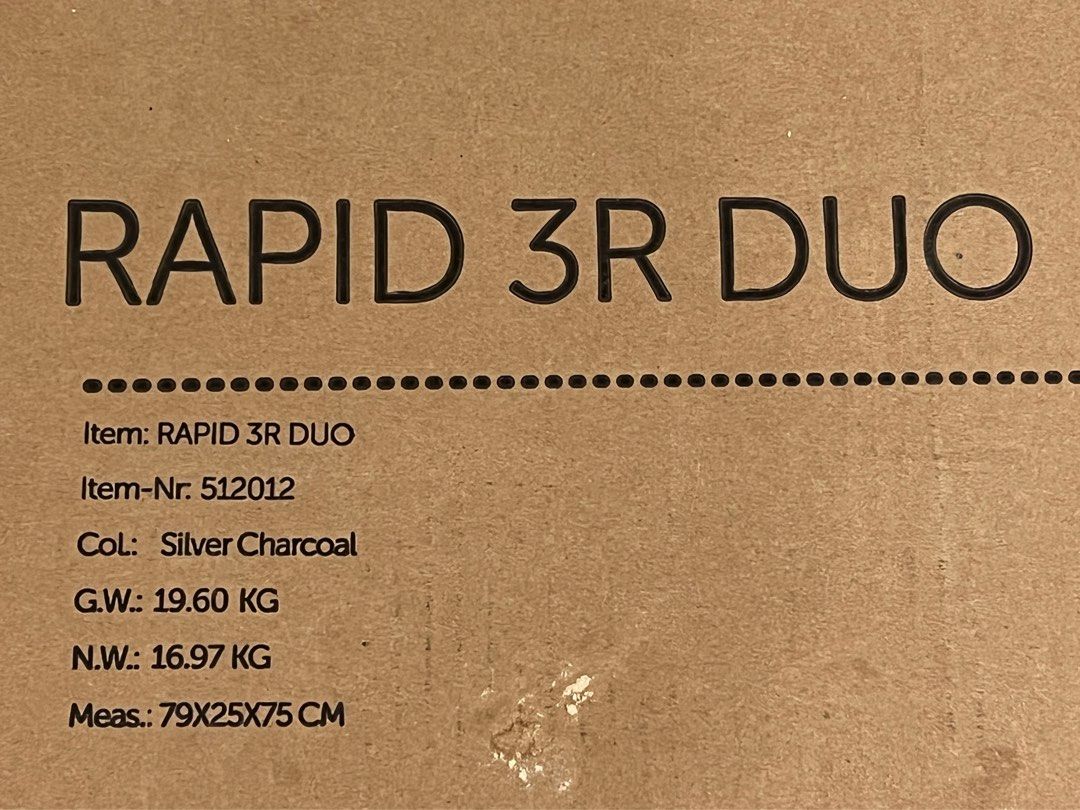 RAPID 3R DUO
Item: RAPID 3R DUO
Item-Nr: 512012
Col.: Silver Charcoal
G.W.: 19.60 KG
N.W.: 16.97 KG
Meas.: 79X25X75 CM